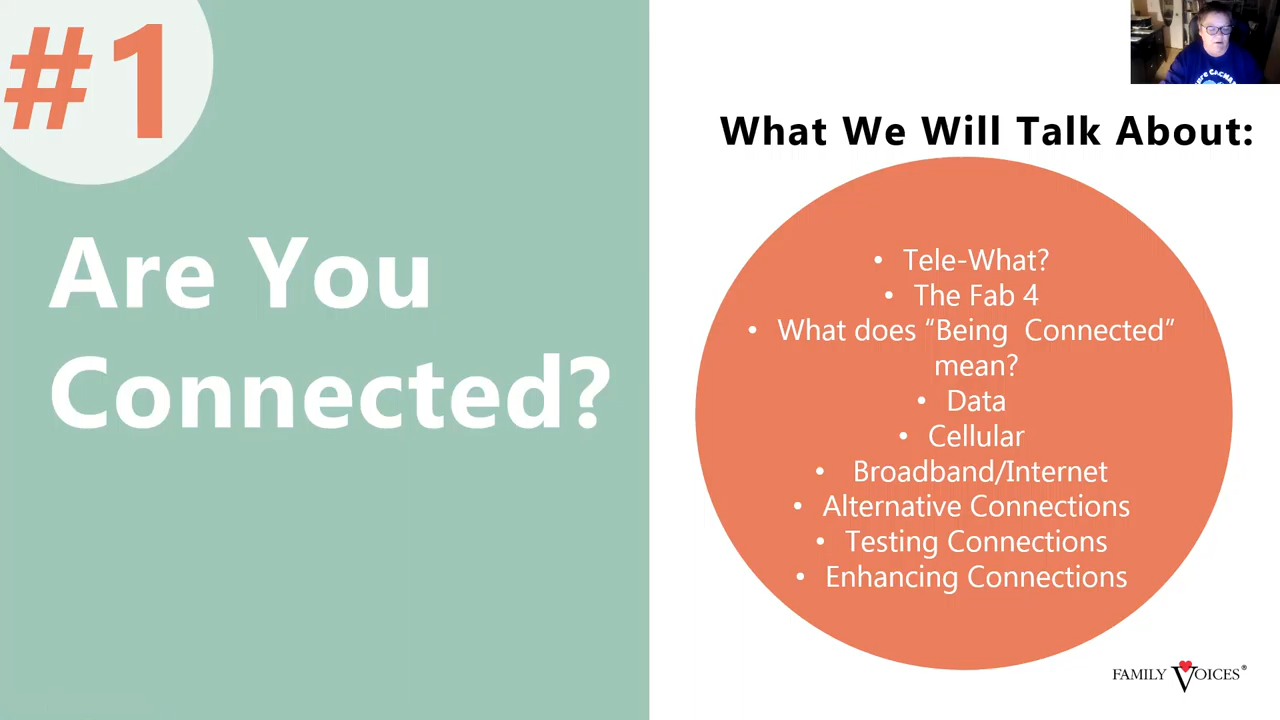 #1
Are You
Connected?
What We Will Talk About:
• Tele-What?
• The Fab 4
• What does “Being  Connected”
mean?
• Data
• Cellular
• Broadband/Internet
• Alternative Connections
• Testing Connections
• Enhancing Connections
FAMILY VOICES®